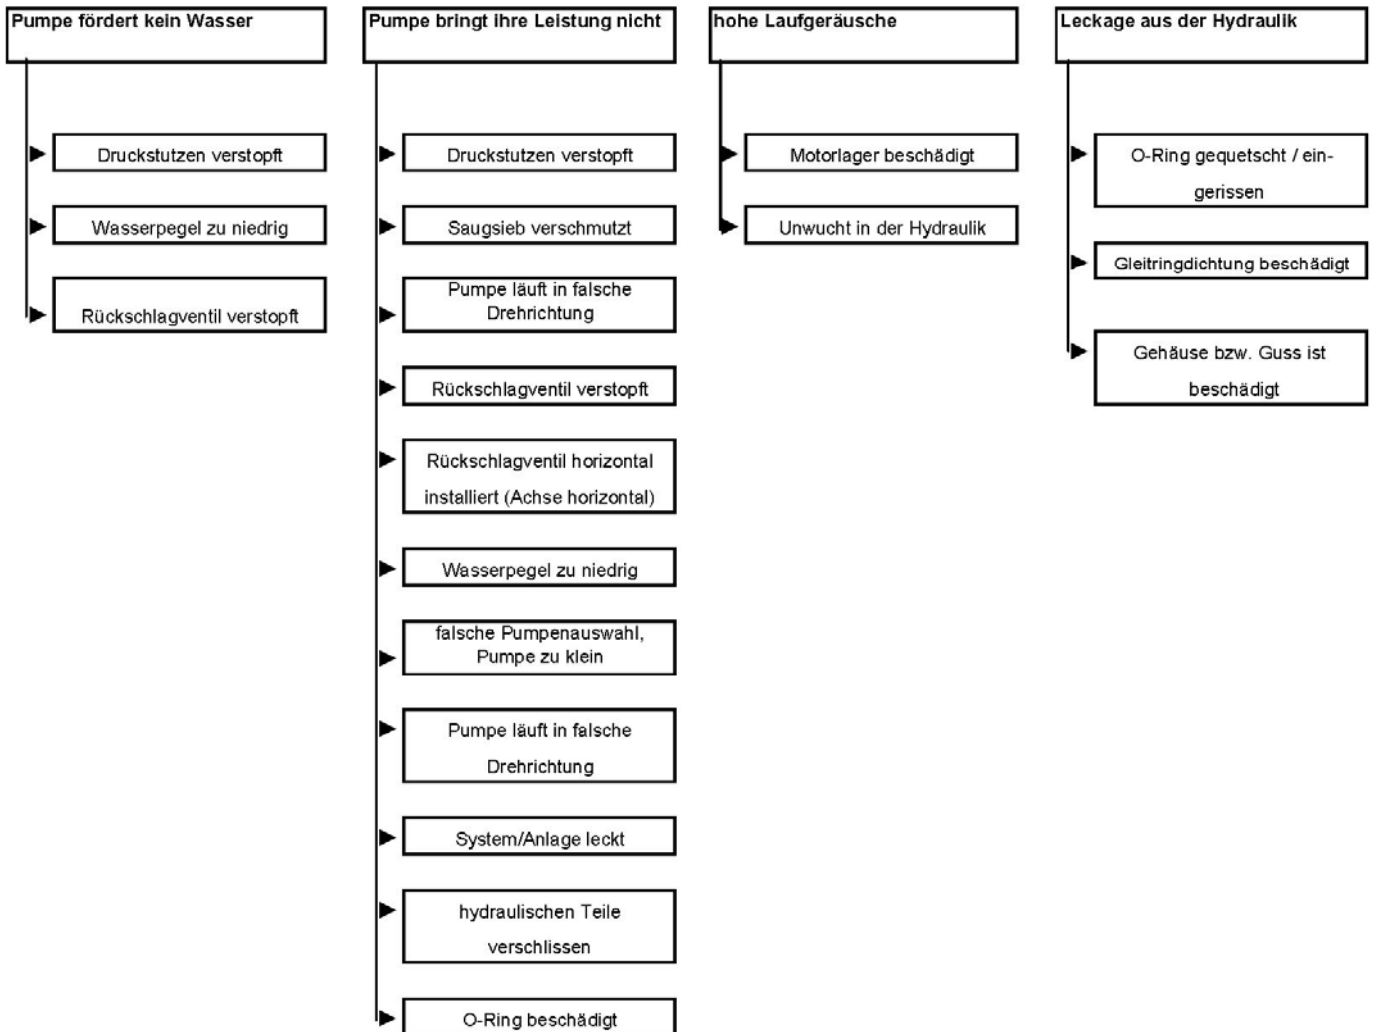 Pumpe fördert kein Wasser
Druckstutzen verstopft
Wasserpegel zu niedrig
Rückschlagventil verstopft
Pumpe bringt ihre Leistung nicht
Druckstutzen verstopft
Saugsieb verschmutzt
Pumpe läuft in falsche
Drehrichtung
Rückschlagventil verstopft
Rückschlagventil horizontal
installiert (Achse horizontal)
Wasserpegel zu niedrig
falsche Pumpenauswahl,
Pumpe zu klein
Pumpe läuft in falsche
Drehrichtung
System/Anlage leckt
hydraulischen Teile
verschlissen
O-Ring beschädigt
hohe Laufgeräusche
Motorlager beschädigt
Unwucht in der Hydraulik
Leckage aus der Hydraulik
O-Ring gequetscht / ein-
gerissen
Gleitringdichtung beschädigt
Gehäuse bzw. Guss ist
beschädigt